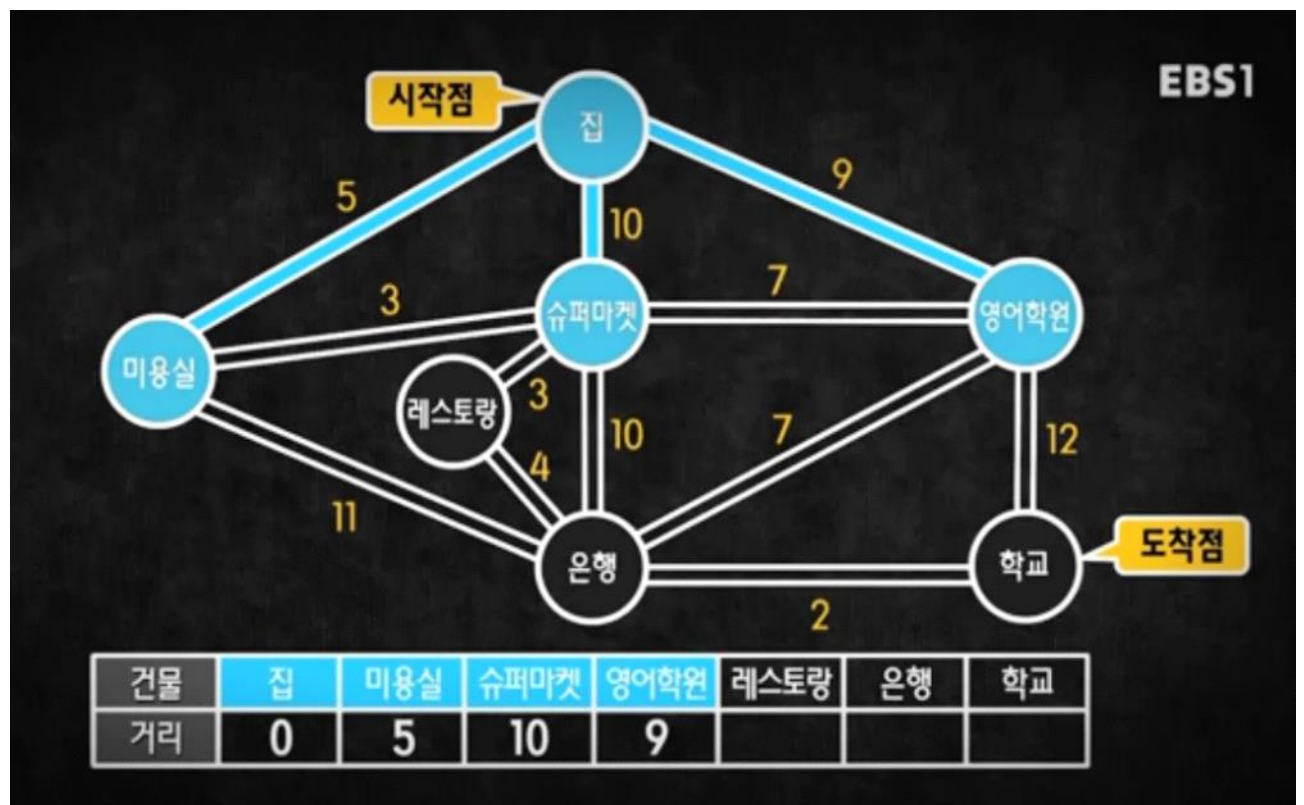 EBS1
시작점
집
5
9
10
3
7
슈퍼마켓
영어학원
미용실
레스토랑
3
10
7
12
4
11
은행
학교
도착점
2
건물 집 미용실 슈퍼마켓 영어학원 레스토랑 은행 학교
거리 0 5 10 9